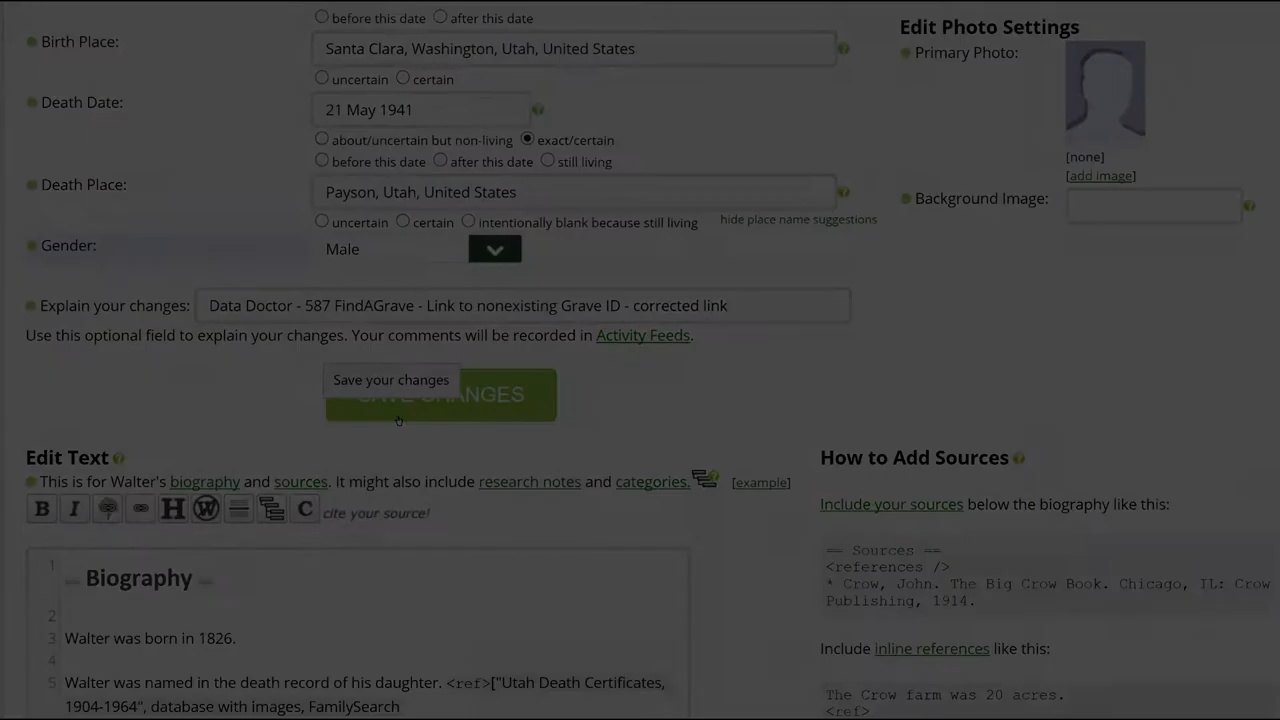 before this date after this date
Birth Place: Santa Clara, Washington, Utah, United States
uncertain certain
Death Date: 21 May 1941
about/uncertain but non-living exact/certain
before this date after this date still living
Death Place: Payson, Utah, United States
uncertain certain intentionally blank because still living hide place name suggestions
Gender: Male
Explain your changes: Data Doctor - 587 FindAGrave - Link to nonexisting Grave ID - corrected link
Use this optional field to explain your changes. Your comments will be recorded in Activity Feeds.
Save your changes
SAVE CHANGES
Edit Photo Settings
Primary Photo:
[none]
[add image]
Background Image:
Edit Text
This is for Walter's biography and sources. It might also include research notes and categories. [example]
B I H W C cite your source!
1 == Biography ==
2
3 Walter was born in 1826.
4
5 Walter was named in the death record of his daughter. <ref>["Utah Death Certificates,
1904-1964", database with images, FamilySearch
How to Add Sources
Include your sources below the biography like this:
== Sources ==
<references />
* Crow, John. The Big Crow Book. Chicago, IL: Crow
Publishing, 1914.
Include inline references like this:
The Crow farm was 20 acres.
<ref>